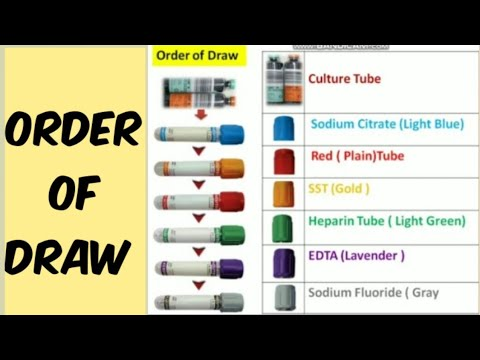 ORDER
OF
DRAW
Order of Draw
Culture Tube
Sodium Citrate (Light Blue)
Red ( Plain)Tube
SST (Gold )
Heparin Tube ( Light Green)
EDTA (Lavender )
Sodium Fluoride ( Gray